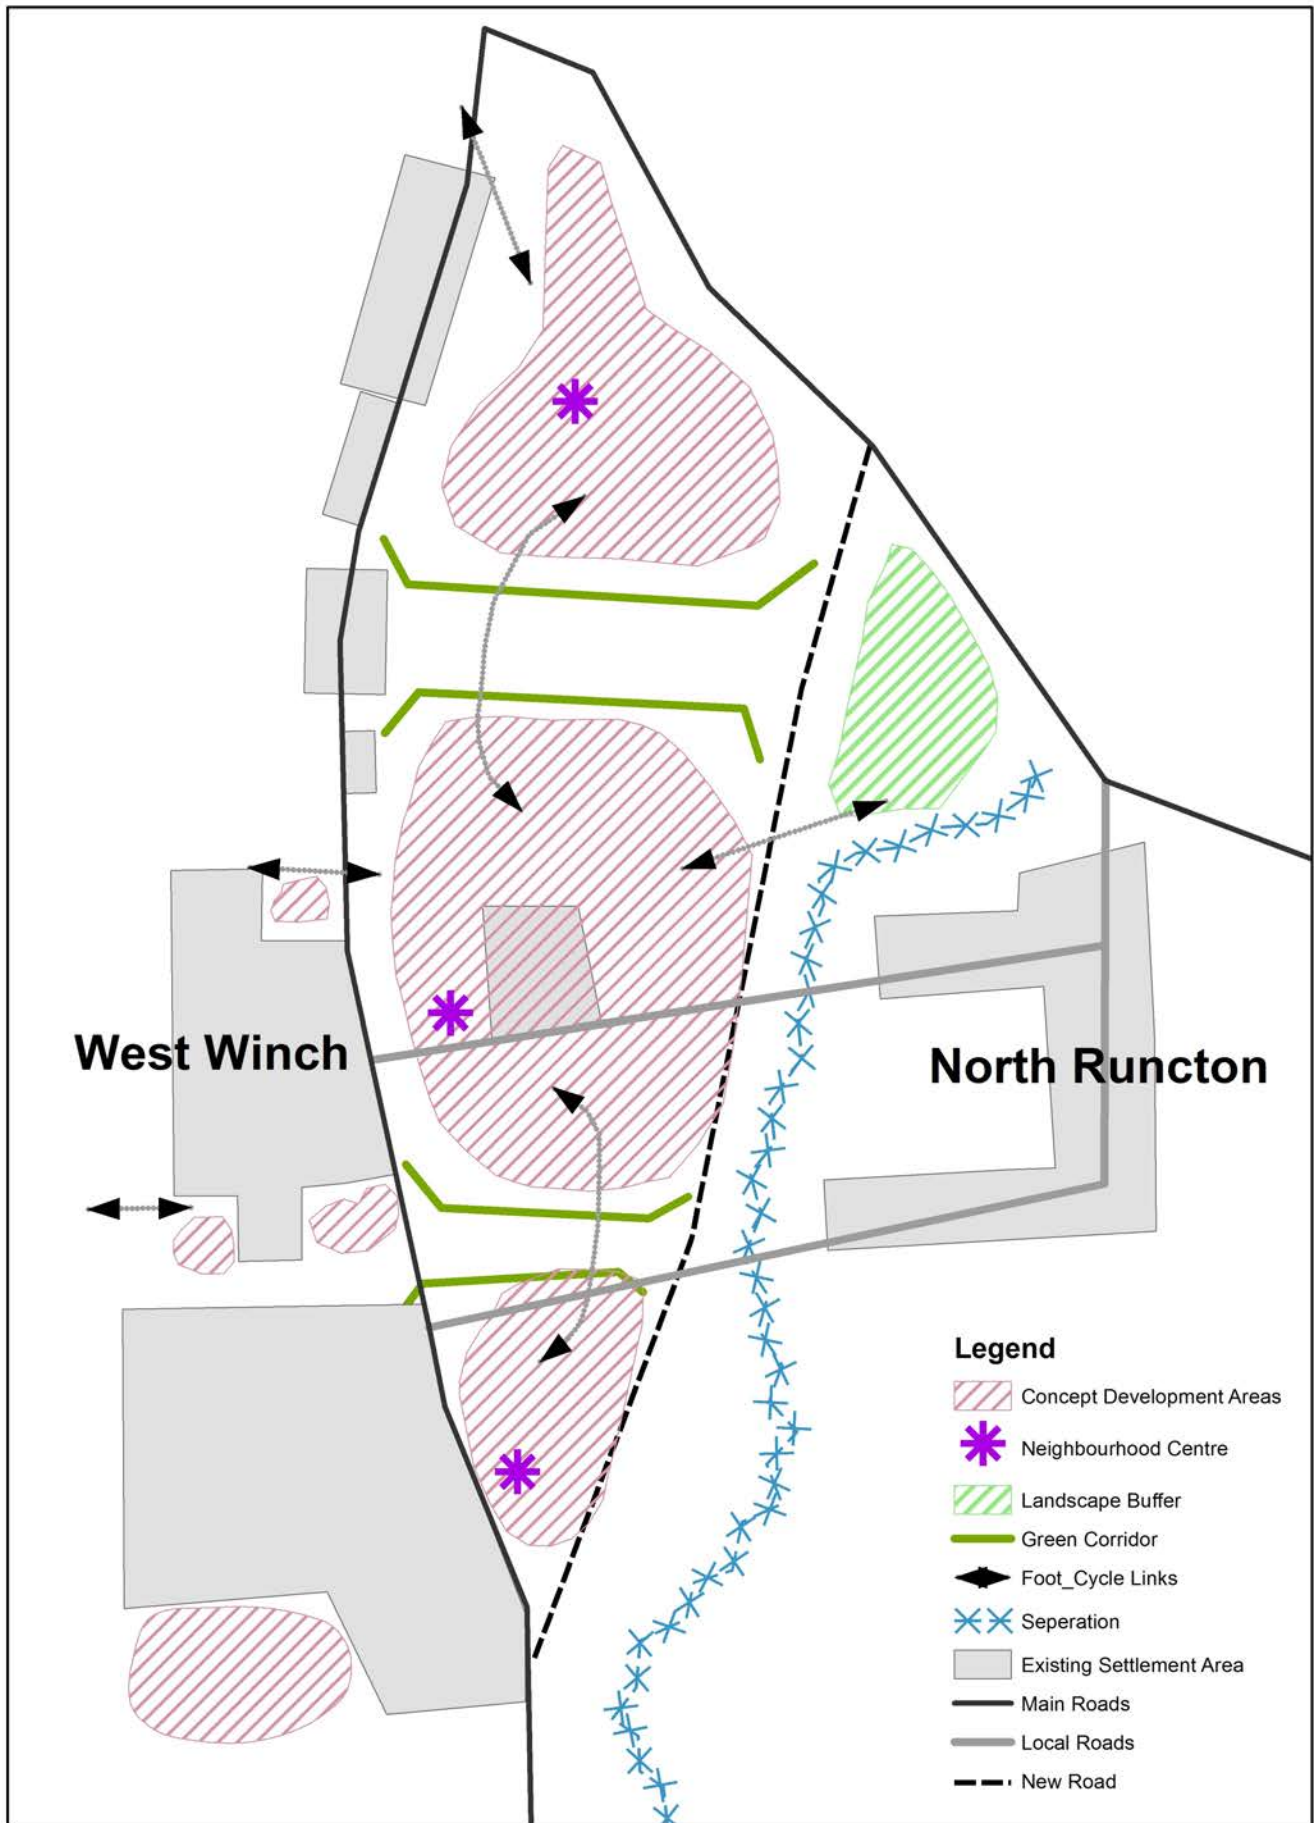 West Winch
North Runcton
Legend
Concept Development Areas
Neighbourhood Centre
Landscape Buffer
Green Corridor
Foot_Cycle Links
Seperation
Existing Settlement Area
Main Roads
Local Roads
New Road